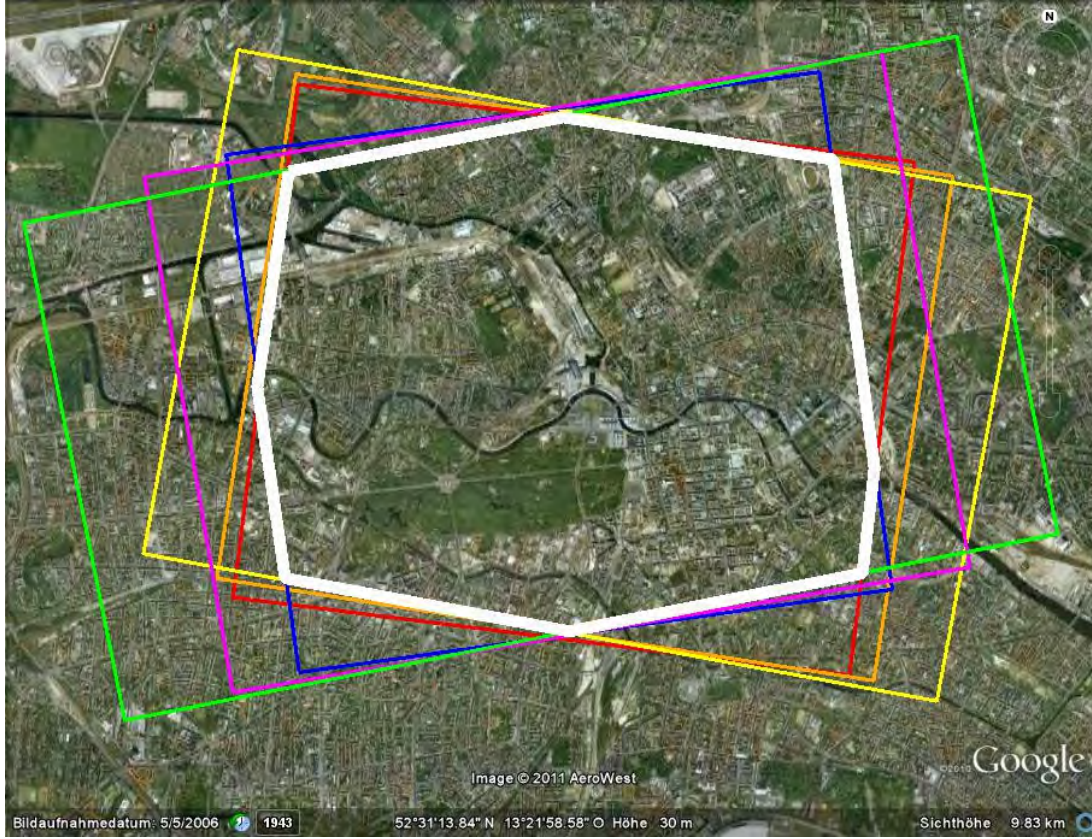 N
©2010 Google
Image © 2011 AeroWest
Bildaufnahmedatum: 5/5/2006 1943 52°31'13.84" N 13°21'58.58" O Höhe 30 m Sichthöhe 9.83 km